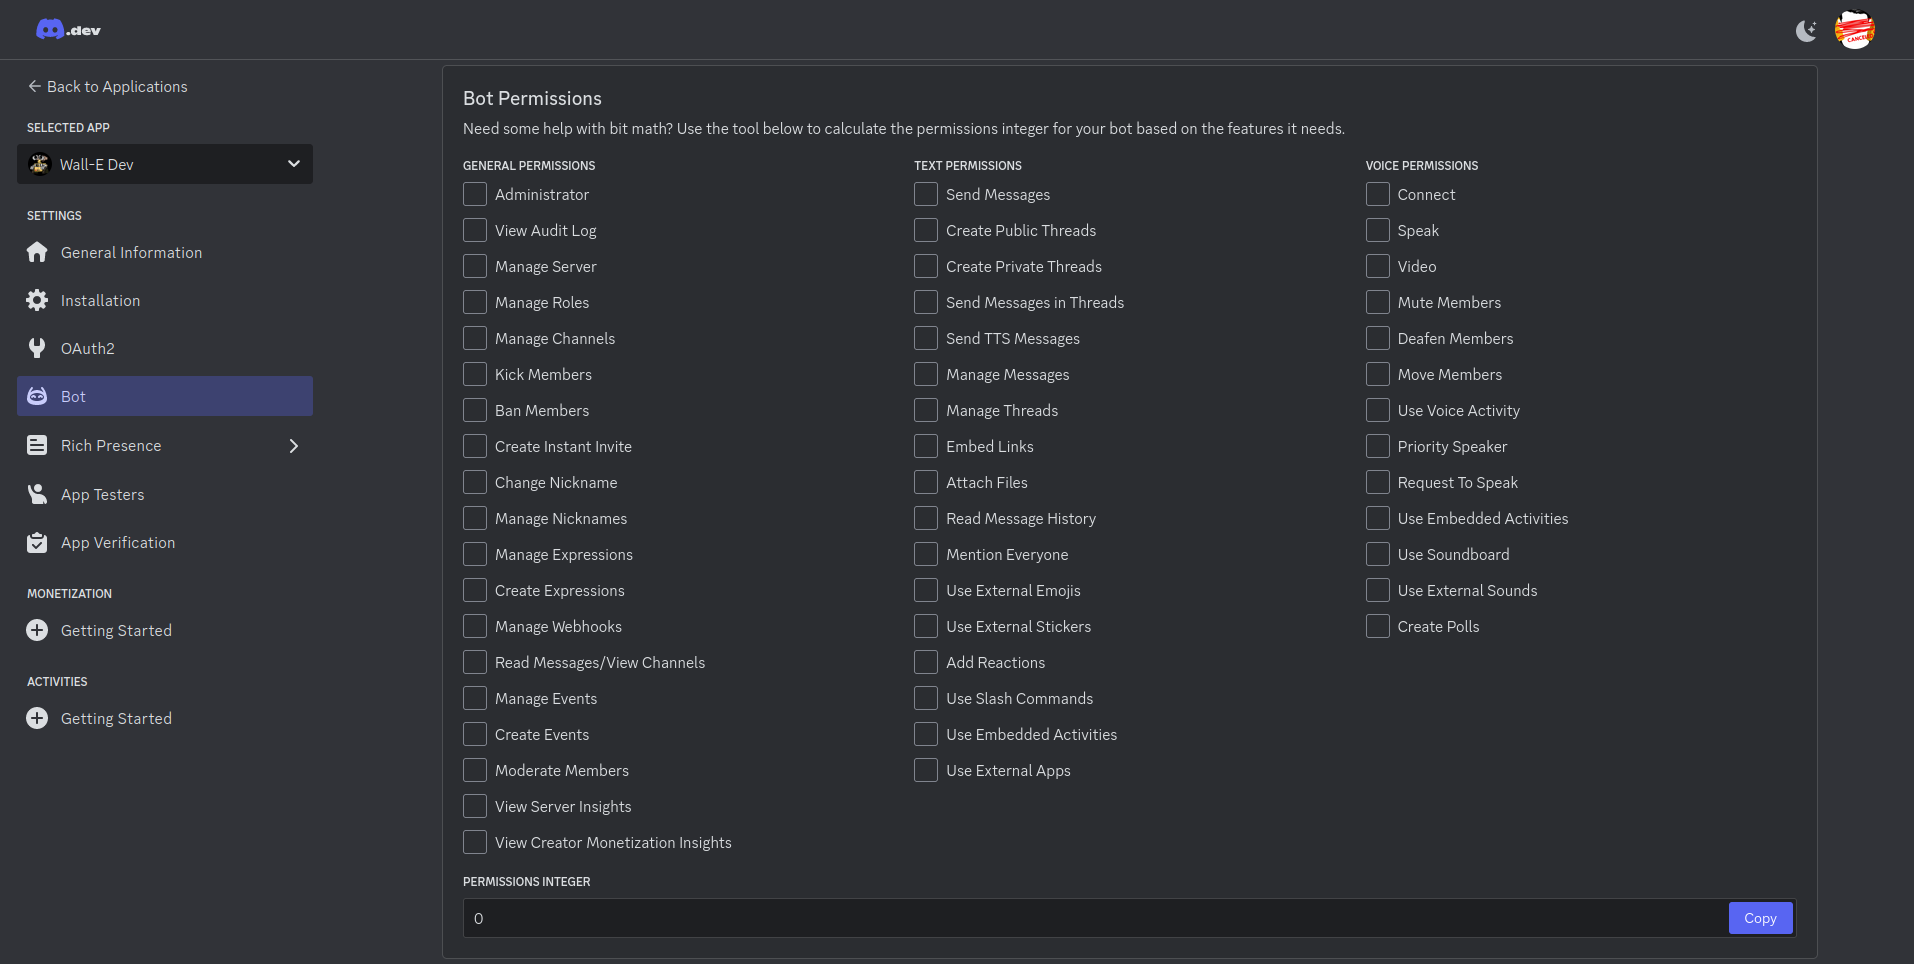 .dev
Back to Applications
SELECTED APP
Wall-E Dev
SETTINGS
General Information
Installation
OAuth2
Bot
Rich Presence
App Testers
App Verification
MONETIZATION
Getting Started
ACTIVITIES
Getting Started
Bot Permissions
Need some help with bit math? Use the tool below to calculate the permissions integer for your bot based on the features it needs.
GENERAL PERMISSIONS
Administrator
View Audit Log
Manage Server
Manage Roles
Manage Channels
Kick Members
Ban Members
Create Instant Invite
Change Nickname
Manage Nicknames
Manage Expressions
Create Expressions
Manage Webhooks
Read Messages/View Channels
Manage Events
Create Events
Moderate Members
View Server Insights
View Creator Monetization Insights
TEXT PERMISSIONS
Send Messages
Create Public Threads
Create Private Threads
Send Messages in Threads
Send TTS Messages
Manage Messages
Manage Threads
Embed Links
Attach Files
Read Message History
Mention Everyone
Use External Emojis
Use External Stickers
Add Reactions
Use Slash Commands
Use Embedded Activities
Use External Apps
VOICE PERMISSIONS
Connect
Speak
Video
Mute Members
Deafen Members
Move Members
Use Voice Activity
Priority Speaker
Request To Speak
Use Embedded Activities
Use Soundboard
Use External Sounds
Create Polls
PERMISSIONS INTEGER
0
Copy